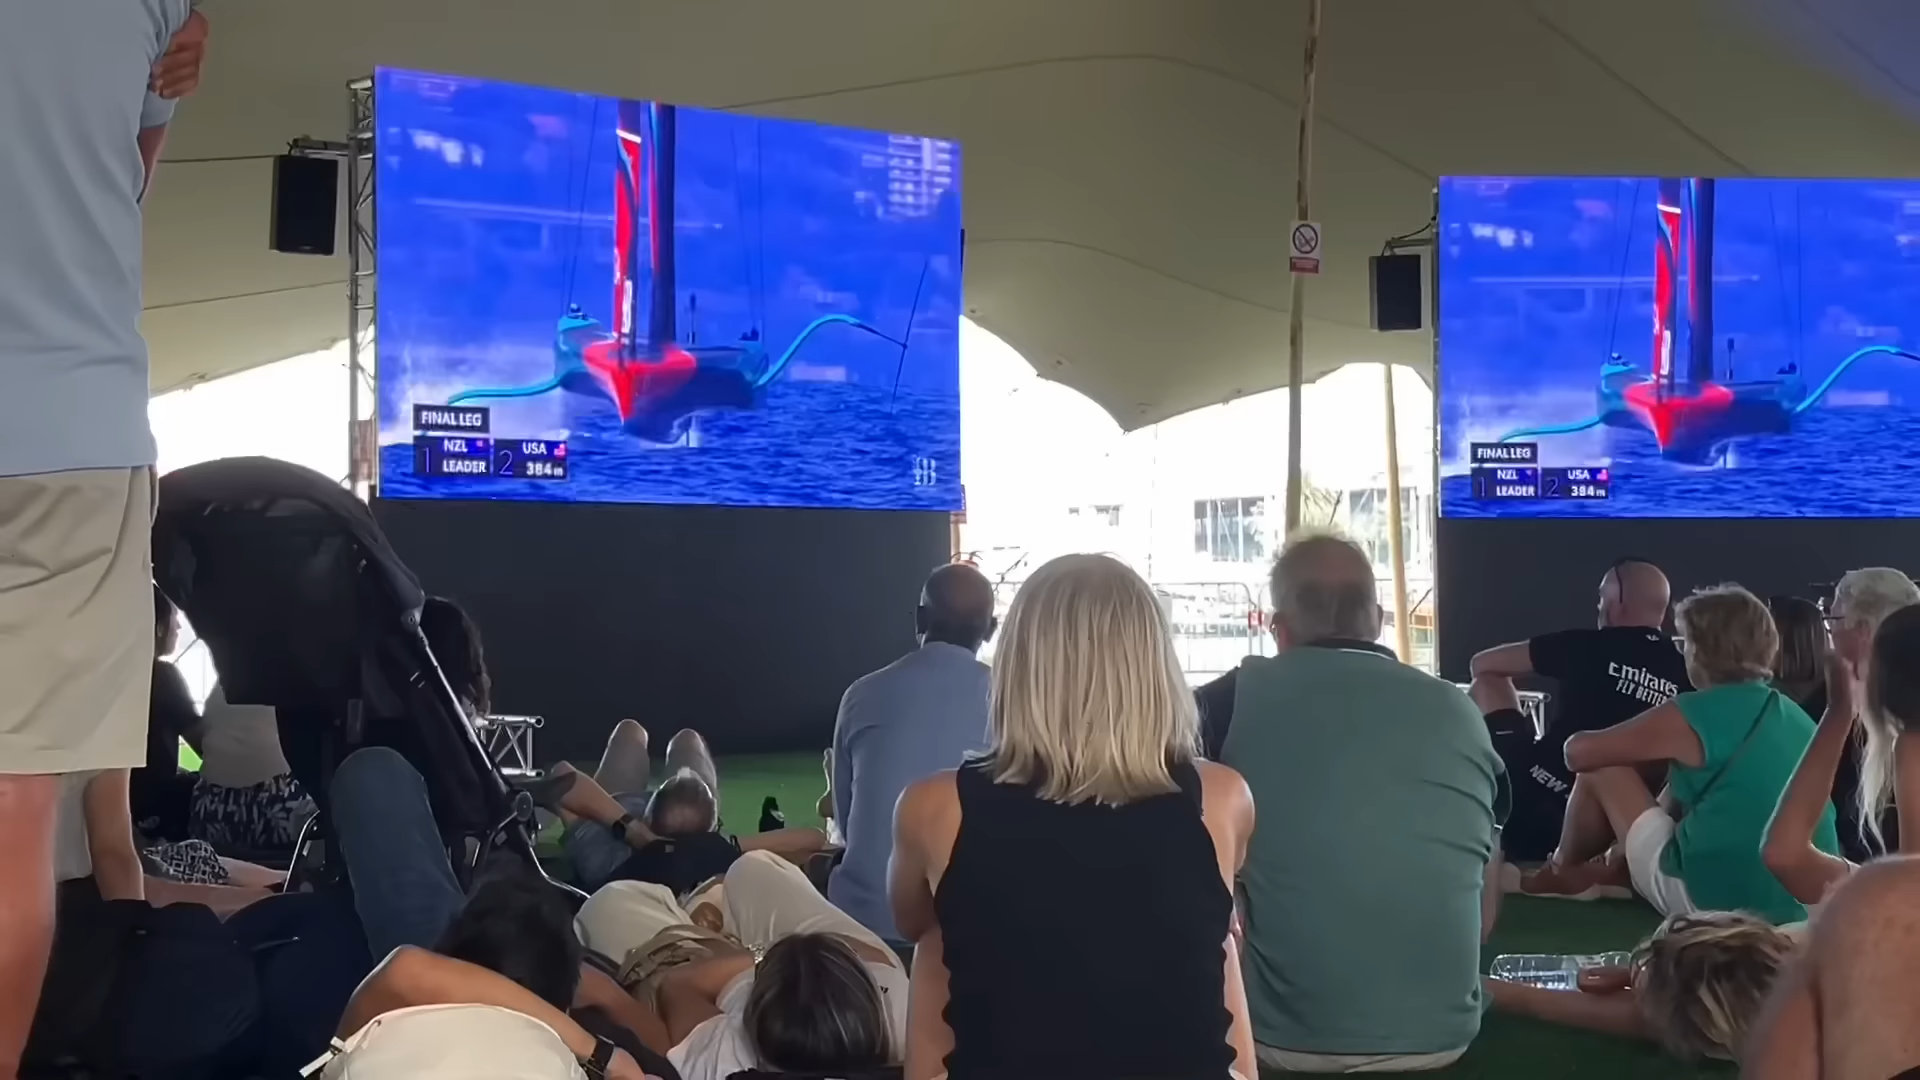 FINAL LEG
1 NZL 2 USA
LEADER 384m
FINAL LEG
1 NZL 2 USA
LEADER 384m
Emirates
FLY BETTER
NEW